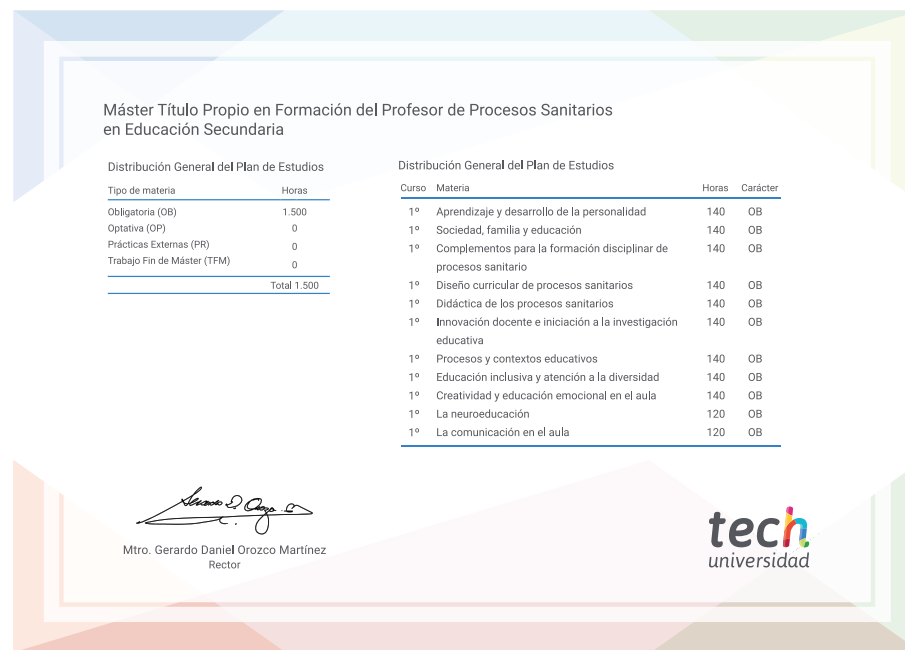 Máster Título Propio en Formación del Profesor de Procesos Sanitarios
en Educación Secundaria
Distribución General del Plan de Estudios
Tipo de materia Horas
Obligatoria (OB) 1.500
Optativa (OP) 0
Prácticas Externas (PR) 0
Trabajo Fin de Máster (TFM) 0
Total 1.500
Distribución General del Plan de Estudios
Curso Materia Horas Carácter
1º Aprendizaje y desarrollo de la personalidad 140 OB
1º Sociedad, familia y educación 140 OB
1º Complementos para la formación disciplinar de 140 OB
procesos sanitario
1º Diseño curricular de procesos sanitarios 140 OB
1º Didáctica de los procesos sanitarios 140 OB
1º Innovación docente e iniciación a la investigación 140 OB
educativa
1º Procesos y contextos educativos 140 OB
1º Educación inclusiva y atención a la diversidad 140 OB
1º Creatividad y educación emocional en el aula 140 OB
1º La neuroeducación 120 OB
1º La comunicación en el aula 120 OB
Mtro. Gerardo Daniel Orozco Martínez
Rector
tech
universidad